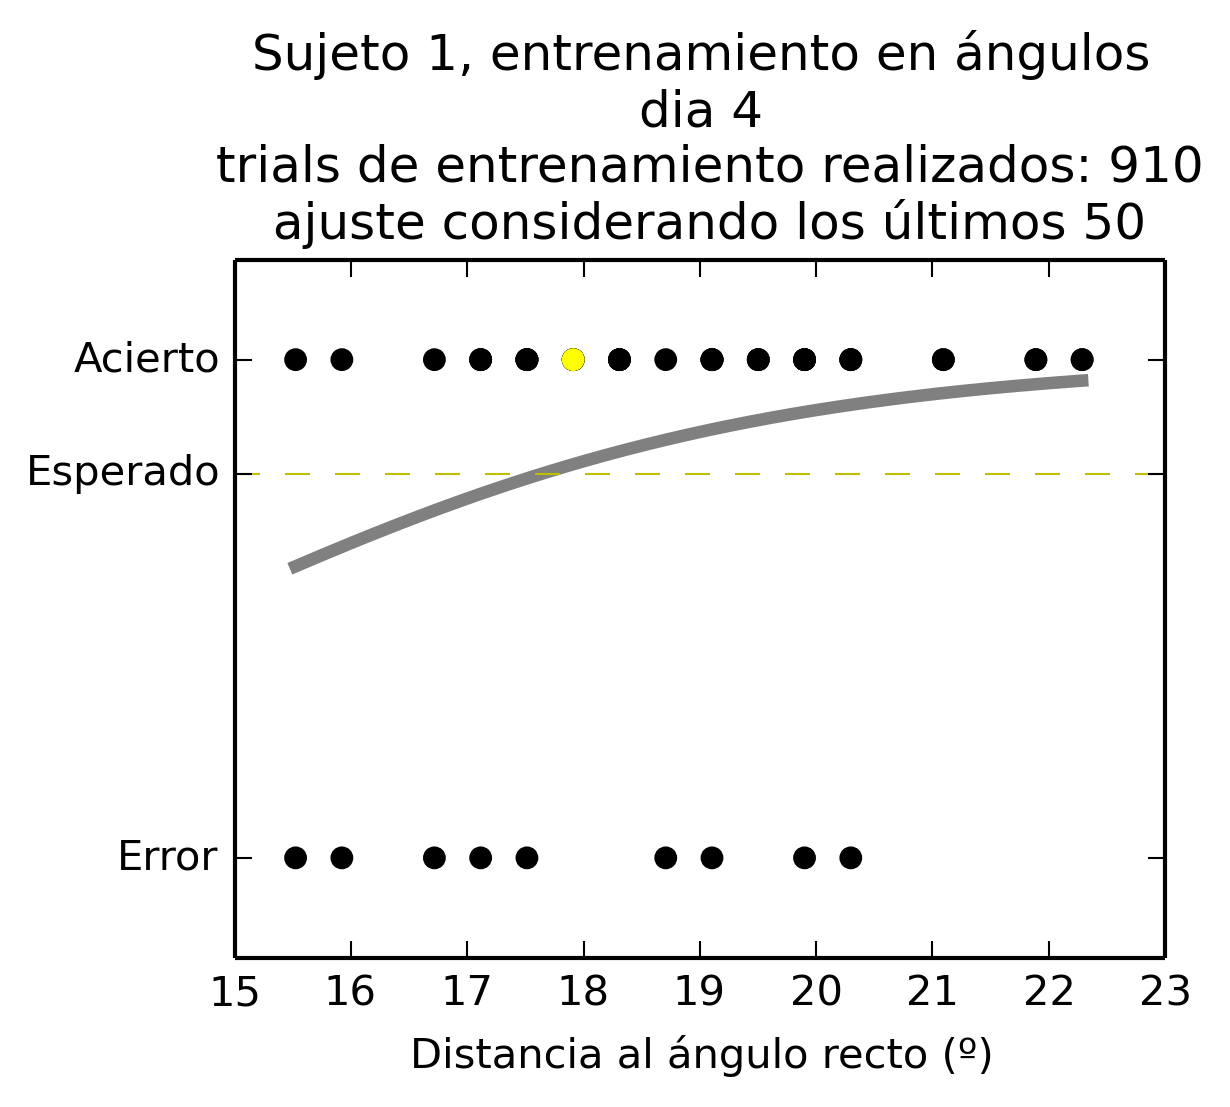 Sujeto 1, entrenamiento en ángulos
dia 4
trials de entrenamiento realizados: 910
ajuste considerando los últimos 50
Acierto
Esperado
Error
15 16 17 18 19 20 21 22 23
Distancia al ángulo recto (º)